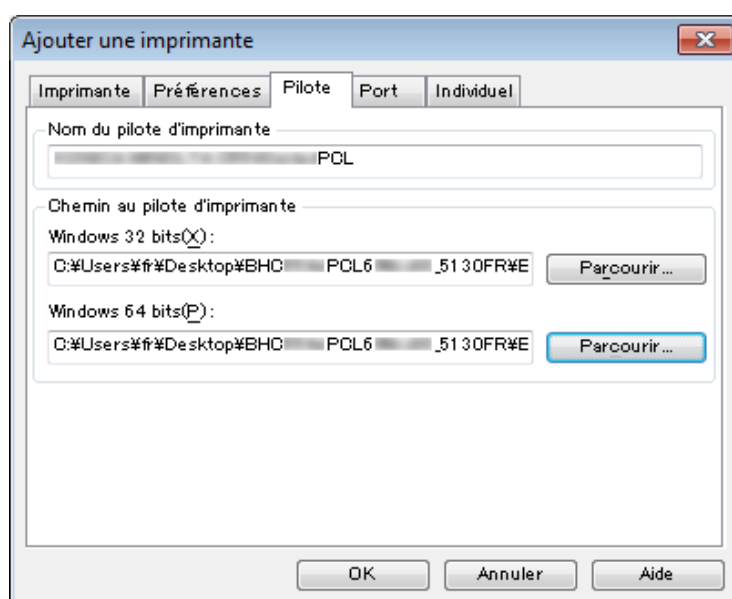 Ajouter une imprimante
Imprimante Préférences Pilote Port Individuel
Nom du pilote d'imprimante
PCL
Chemin au pilote d'imprimante
Windows 32 bits(X):
C:¥Users¥fr¥Desktop¥BHC PCL6 _5130FR¥E Parcourir...
Windows 64 bits(P):
C:¥Users¥fr¥Desktop¥BHC PCL6 _5130FR¥E Parcourir...
OK Annuler Aide